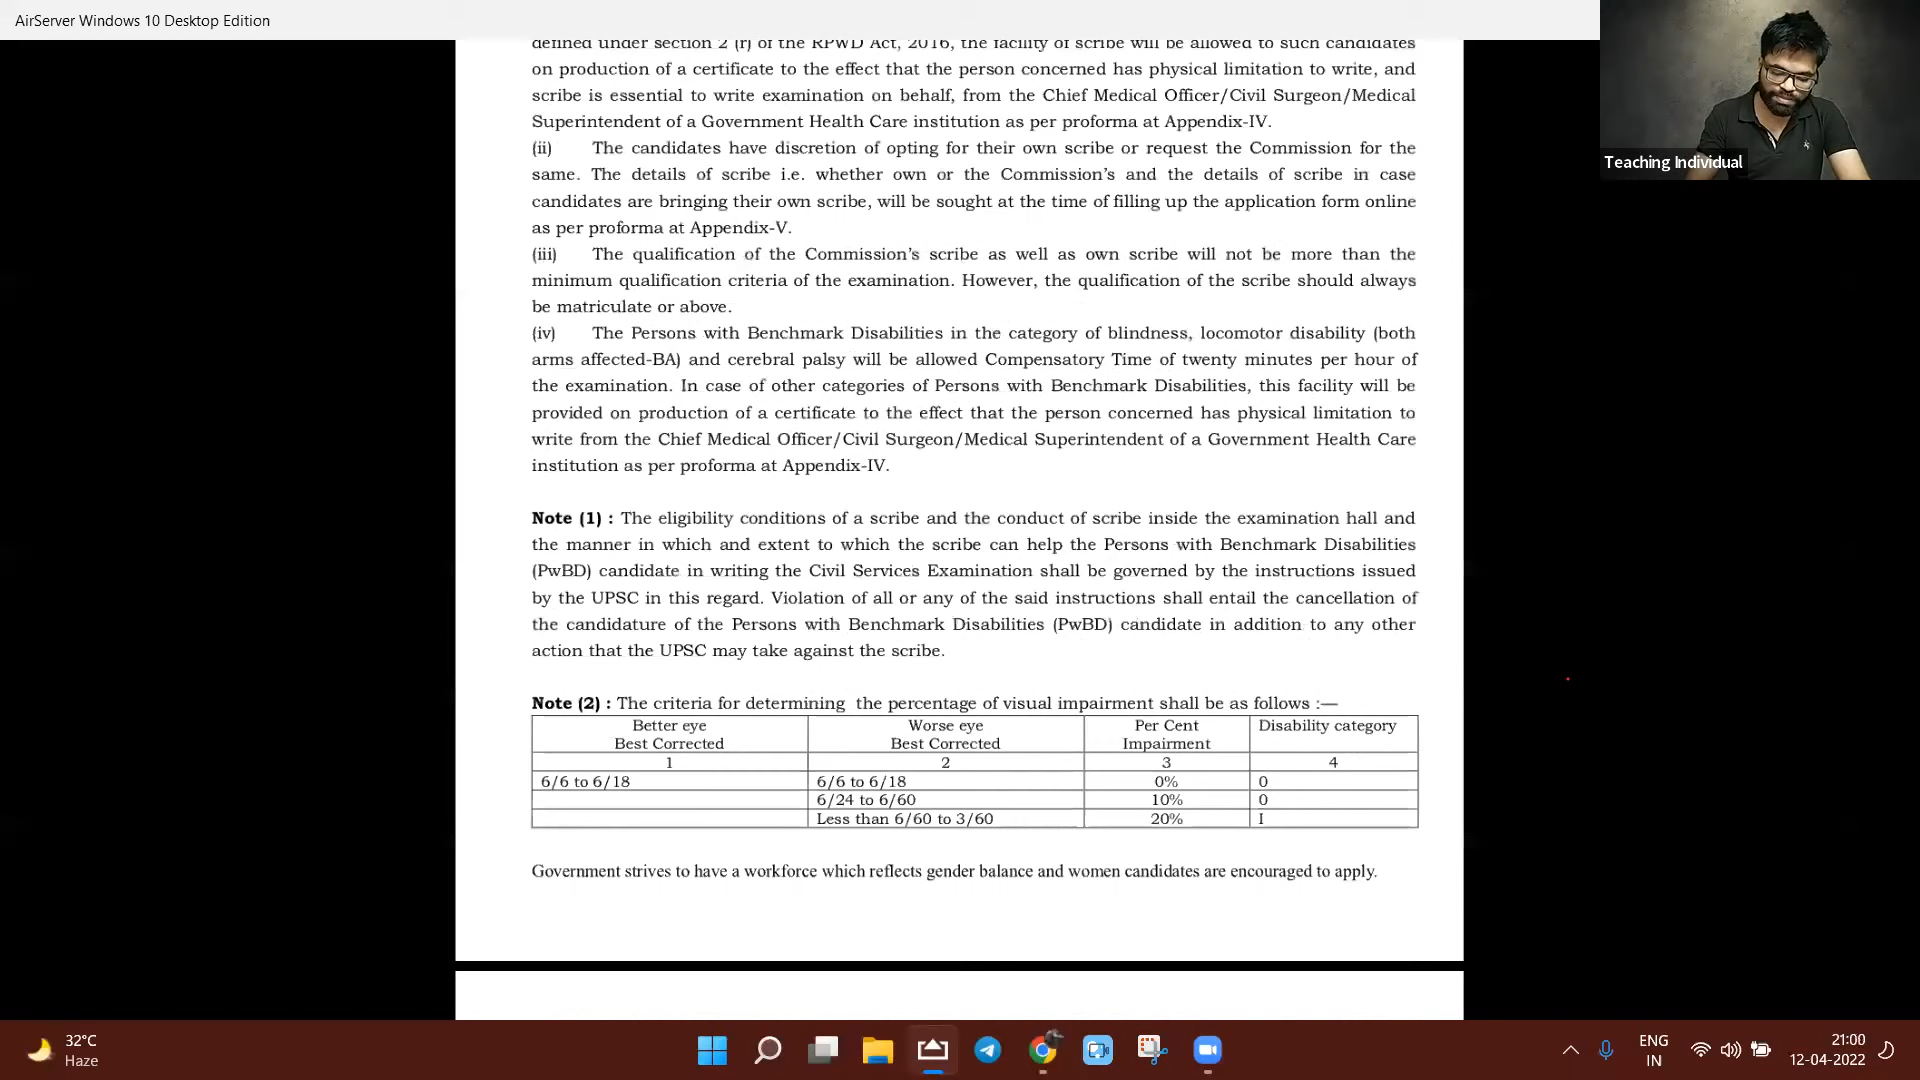 AirServer Windows 10 Desktop Edition
defined under section 2 (r) of the RPWD Act, 2016, the facility of scribe will be allowed to such candidates
on production of a certificate to the effect that the person concerned has physical limitation to write, and
scribe is essential to write examination on behalf, from the Chief Medical Officer/Civil Surgeon/Medical
Superintendent of a Government Health Care institution as per proforma at Appendix-IV.
Teaching Individual
(ii) The candidates have discretion of opting for their own scribe or request the Commission for the
same. The details of scribe i.e. whether own or the Commission's and the details of scribe in case
candidates are bringing their own scribe, will be sought at the time of filling up the application form online
as per proforma at Appendix-V.
(iii) The qualification of the Commission's scribe as well as own scribe will not be more than the
minimum qualification criteria of the examination. However, the qualification of the scribe should always
be matriculate or above.
(iv) The Persons with Benchmark Disabilities in the category of blindness, locomotor disability (both
arms affected-BA) and cerebral palsy will be allowed Compensatory Time of twenty minutes per hour of
the examination. In case of other categories of Persons with Benchmark Disabilities, this facility will be
provided on production of a certificate to the effect that the person concerned has physical limitation to
write from the Chief Medical Officer/Civil Surgeon/Medical Superintendent of a Government Health Care
institution as per proforma at Appendix-IV.
Note (1) : The eligibility conditions of a scribe and the conduct of scribe inside the examination hall and
the manner in which and extent to which the scribe can help the Persons with Benchmark Disabilities
(PwBD) candidate in writing the Civil Services Examination shall be governed by the instructions issued
by the UPSC in this regard. Violation of all or any of the said instructions shall entail the cancellation of
the candidature of the Persons with Benchmark Disabilities (PwBD) candidate in addition to any other
action that the UPSC may take against the scribe.
Note (2) : The criteria for determining the percentage of visual impairment shall be as follows :—
Better eye Best Corrected Worse eye Best Corrected Per Cent Impairment Disability category
1 2 3 4
6/6 to 6/18 6/6 to 6/18 0% 0
6/24 to 6/60 10% 0
Less than 6/60 to 3/60 20% I
Government strives to have a workforce which reflects gender balance and women candidates are encouraged to apply.
32°C
Haze
ENG
IN
21:00
12-04-2022